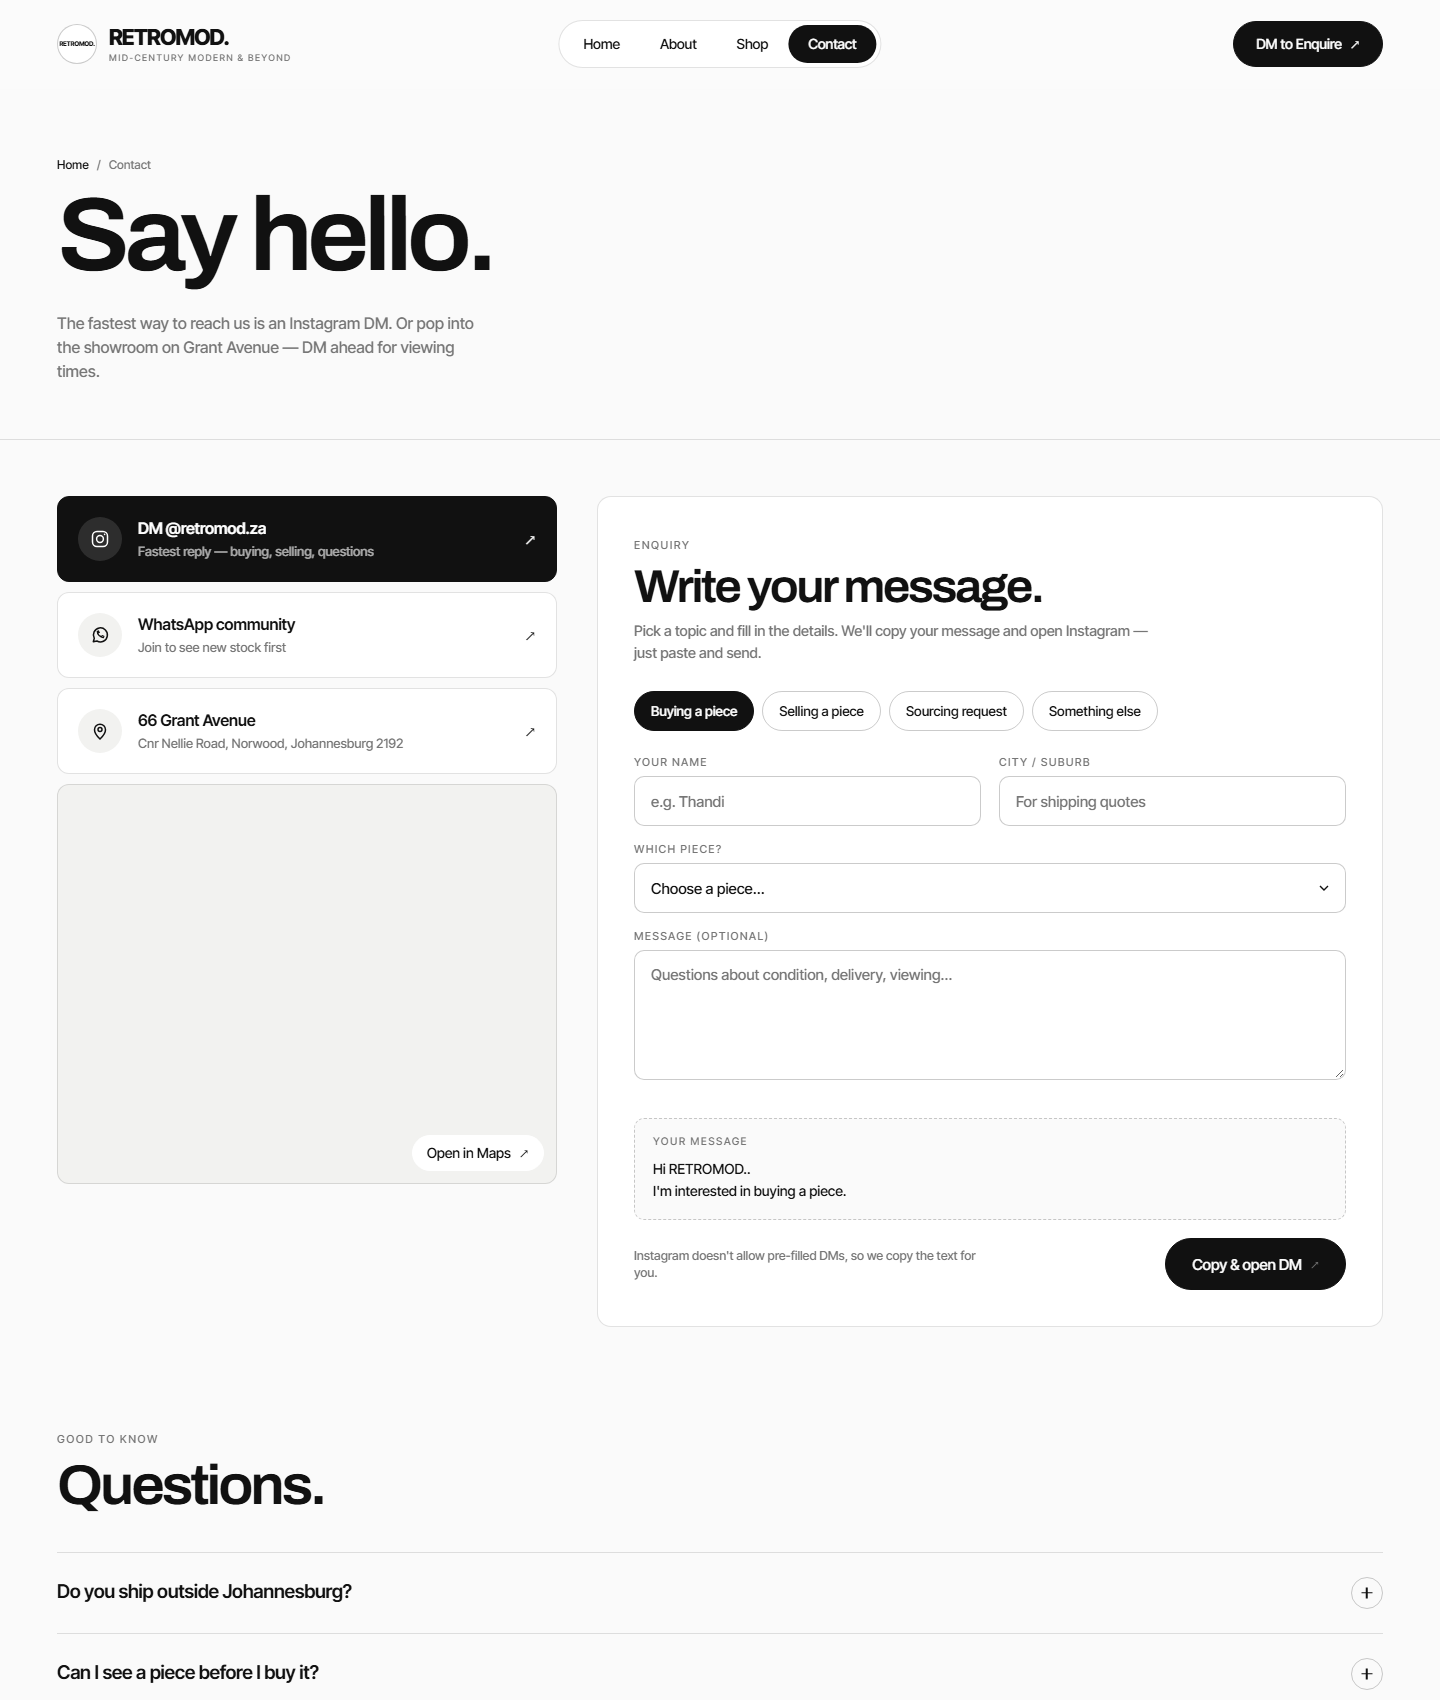 RETROMOD.
RETROMOD.
MID-CENTURY MODERN & BEYOND
Home
About
Shop
Contact
DM to Enquire ↗
Home / Contact
Say hello.
The fastest way to reach us is an Instagram DM. Or pop into
the showroom on Grant Avenue — DM ahead for viewing
times.
DM @retromod.za
Fastest reply — buying, selling, questions
↗
WhatsApp community
Join to see new stock first
↗
66 Grant Avenue
Cnr Nellie Road, Norwood, Johannesburg 2192
↗
Open in Maps ↗
ENQUIRY
Write your message.
Pick a topic and fill in the details. We'll copy your message and open Instagram —
just paste and send.
Buying a piece
Selling a piece
Sourcing request
Something else
YOUR NAME
e.g. Thandi
CITY / SUBURB
For shipping quotes
WHICH PIECE?
Choose a piece...
MESSAGE (OPTIONAL)
Questions about condition, delivery, viewing...
YOUR MESSAGE
Hi RETROMOD..
I'm interested in buying a piece.
Instagram doesn't allow pre-filled DMs, so we copy the text for
you.
Copy & open DM ↗
GOOD TO KNOW
Questions.
Do you ship outside Johannesburg?
Can I see a piece before I buy it?